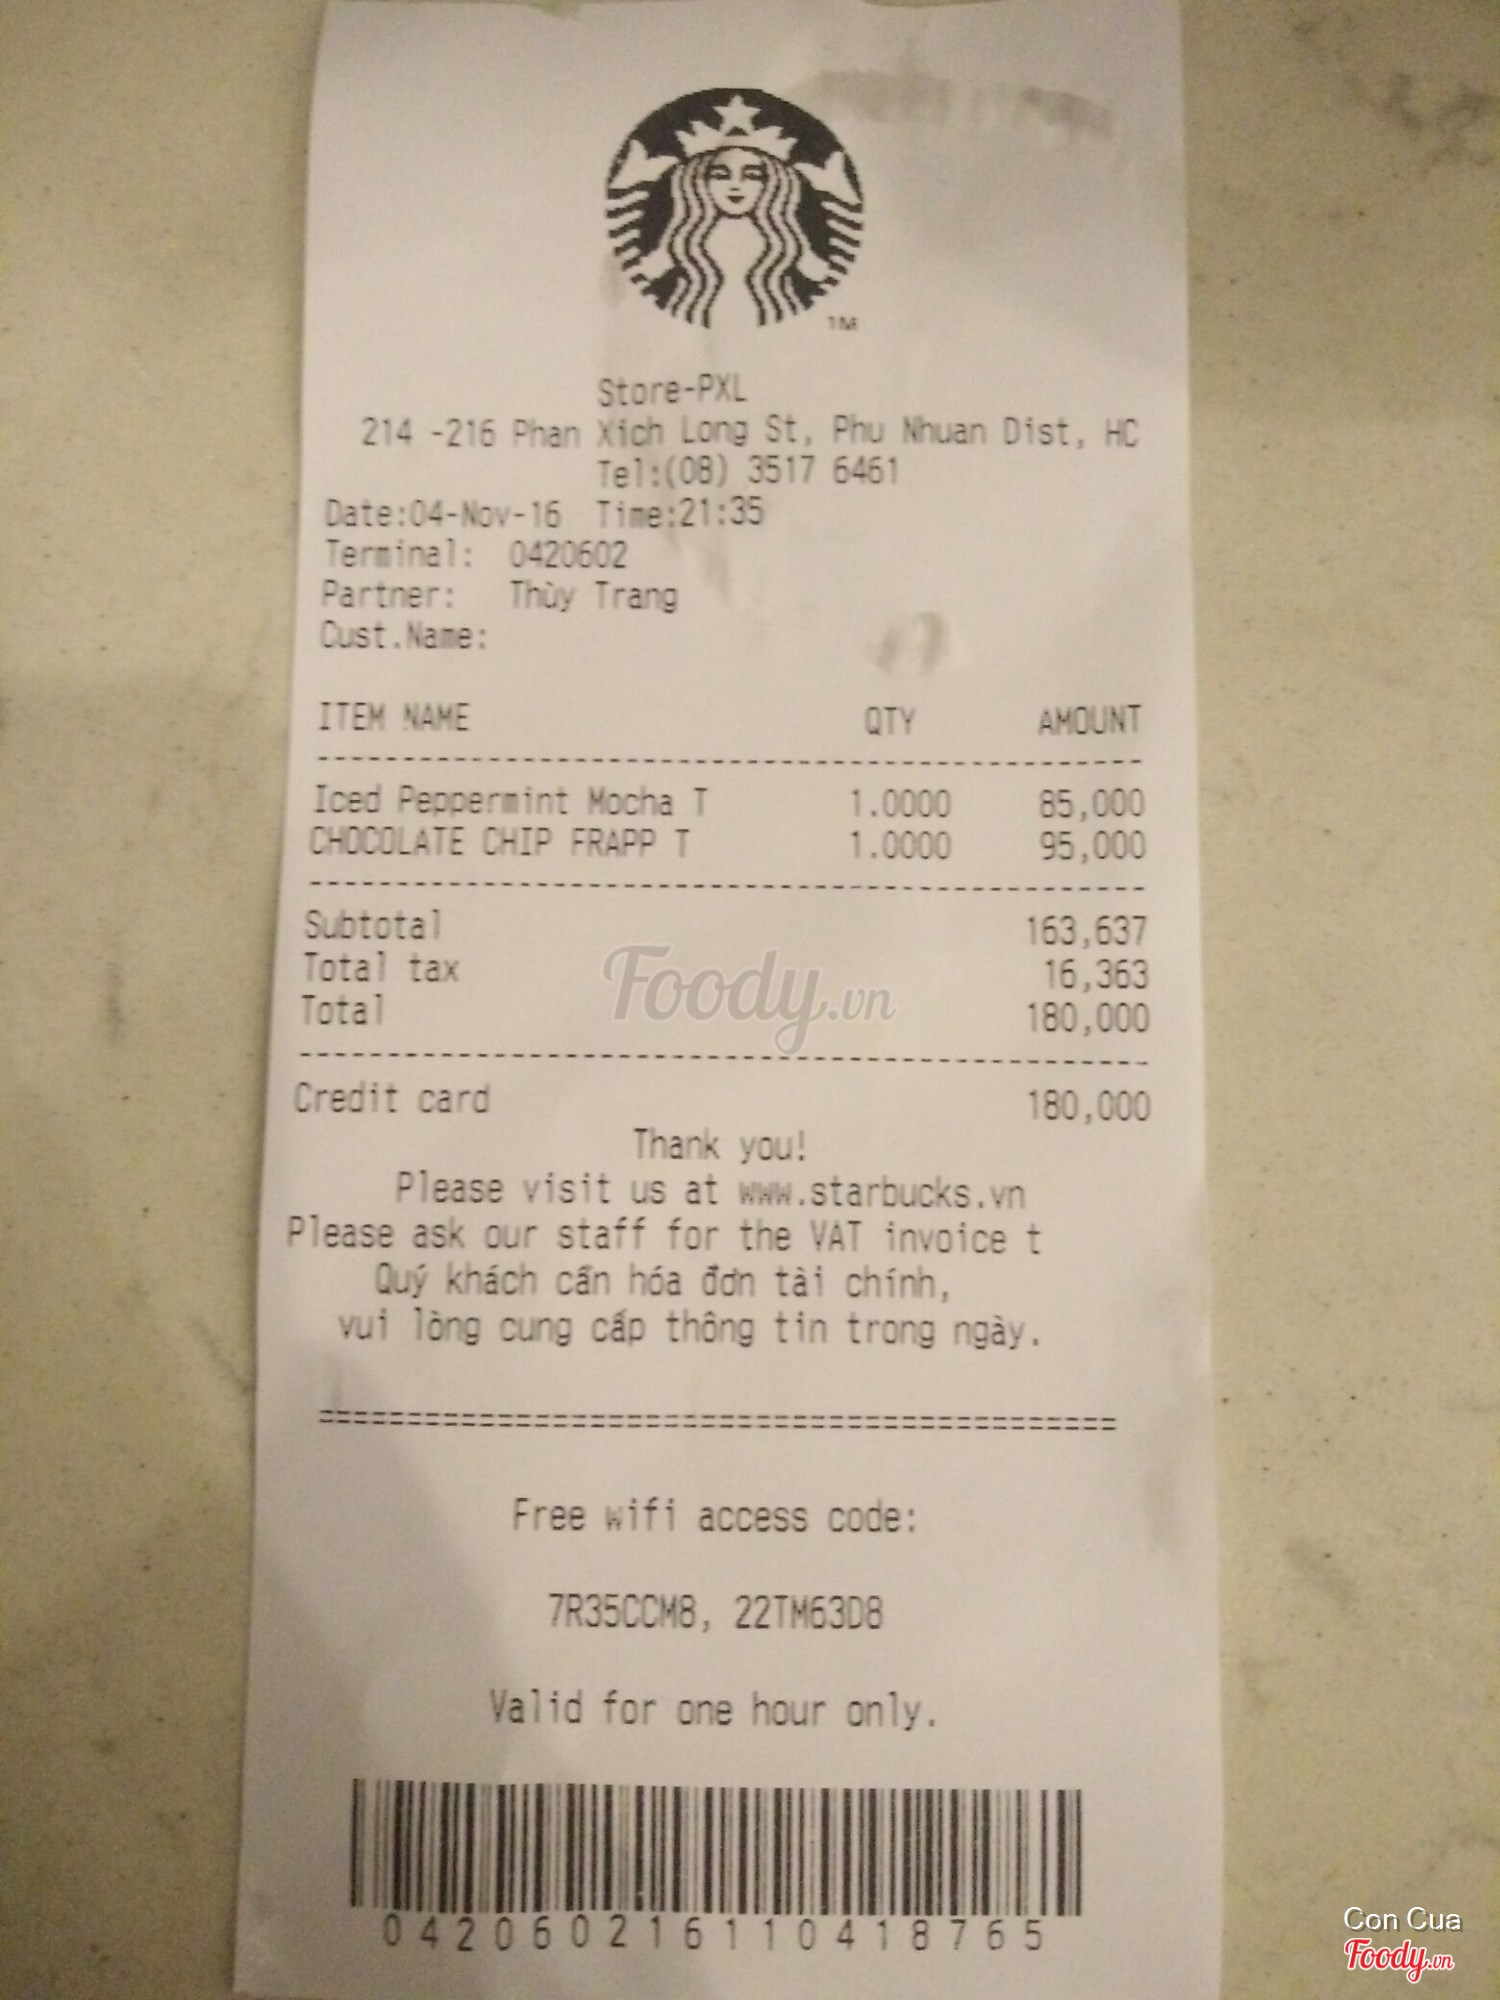 TM
Store-PXL
214 -216 Phan Xich Long St, Phu Nhuan Dist, HC
Tel:(08) 3517 6461
Date:04-Nov-16 Time:21:35
Terminal: 0420602
Partner: Thùy Trang
Cust.Name:
ITEM NAME QTY AMOUNT
Iced Peppermint Mocha T 1.0000 85,000
CHOCOLATE CHIP FRAPP T 1.0000 95,000
Subtotal 163,637
Total tax 16,363
Total 180,000
Foody.vn
Credit card 180,000
Thank you!
Please visit us at www.starbucks.vn
Please ask our staff for the VAT invoice t
Quý khách cần hóa đơn tài chính,
vui lòng cung cấp thông tin trong ngày.
Free wifi access code:
7R35CCM8, 22TM63D8
Valid for one hour only.
042060216110418765
Con Cua
Foody.vn